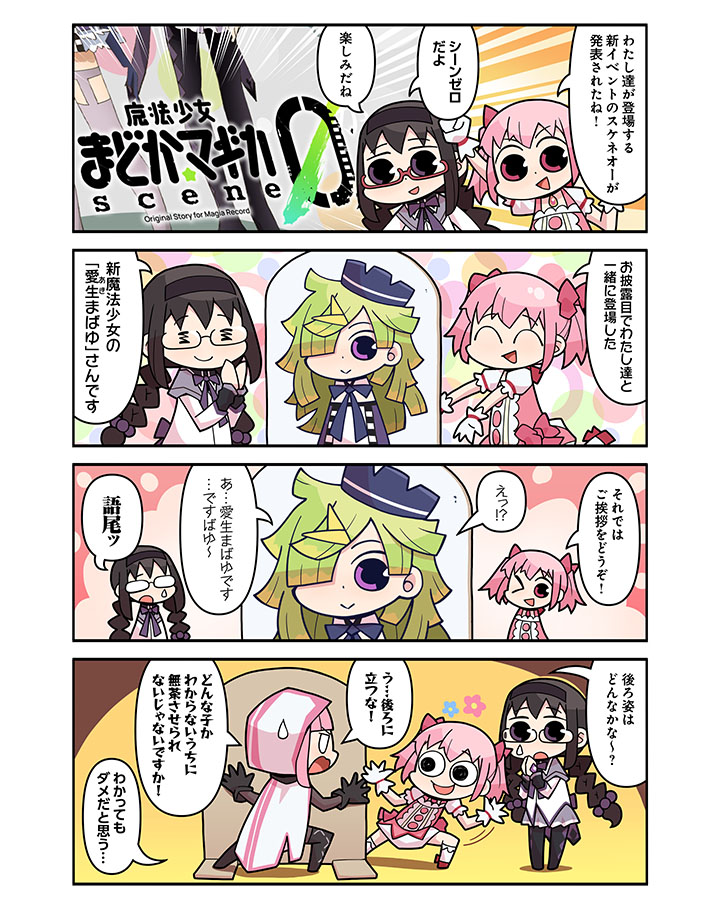 わたし達が登場する
新イベントのスケネオーが
発表されたね！
シーンゼロ
だよ
楽しみだね
魔法少女
まどか☆マギカ
scene0
Original Story for Magia Record
お披露目でわたし達と
一緒に登場した
新魔法少女の
「愛生まばゆ」さんです
あき
それでは
ご挨拶をどうぞ！
えっ!?
あ…愛生まばゆです
…ですばゆ〜
語尾ッ
後ろ姿は
どんなかな〜？
う…後ろに
立つな！
どんな子か
わからないうちに
無茶させられ
ないじゃないですか！
わかっても
ダメだと思う…